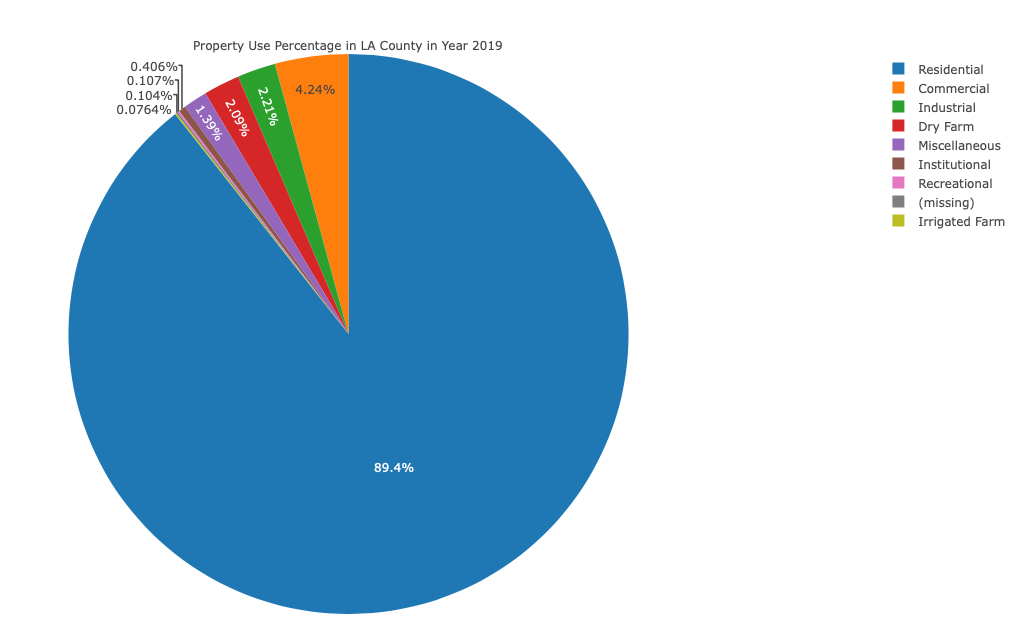 Property Use Percentage in LA County in Year 2019
0.406%
0.107%
0.104%
0.0764%
1.39%
2.09%
2.21%
4.24%
89.4%
Residential
Commercial
Industrial
Dry Farm
Miscellaneous
Institutional
Recreational
(missing)
Irrigated Farm